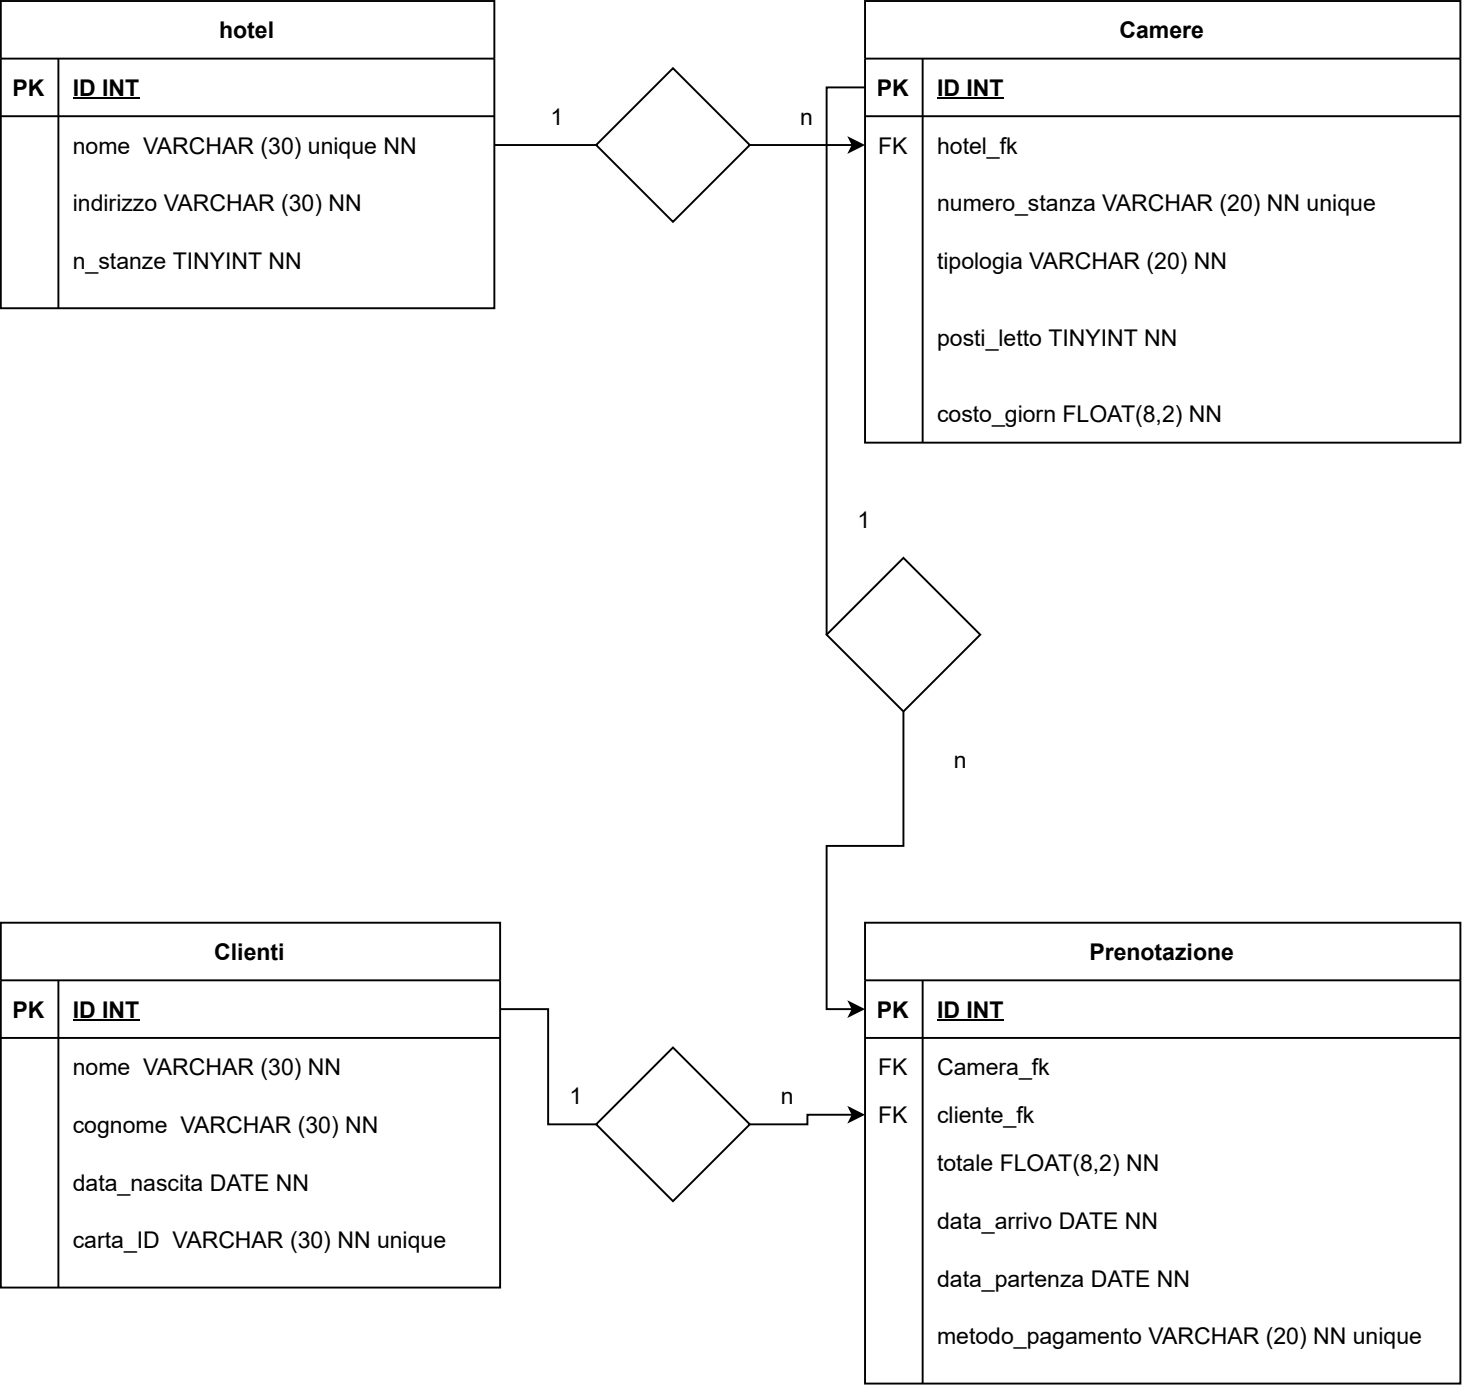 hotel
PK ID INT
nome  VARCHAR (30) unique NN
indirizzo VARCHAR (30) NN
n_stanze TINYINT NN
1
n
Camere
PK ID INT
FK hotel_fk
numero_stanza VARCHAR (20) NN unique
tipologia VARCHAR (20) NN
posti_letto TINYINT NN
costo_giorn FLOAT(8,2) NN
1
n
Clienti
PK ID INT
nome  VARCHAR (30) NN
cognome  VARCHAR (30) NN
data_nascita DATE NN
carta_ID  VARCHAR (30) NN unique
1
n
Prenotazione
PK ID INT
FK Camera_fk
FK cliente_fk
totale FLOAT(8,2) NN
data_arrivo DATE NN
data_partenza DATE NN
metodo_pagamento VARCHAR (20) NN unique